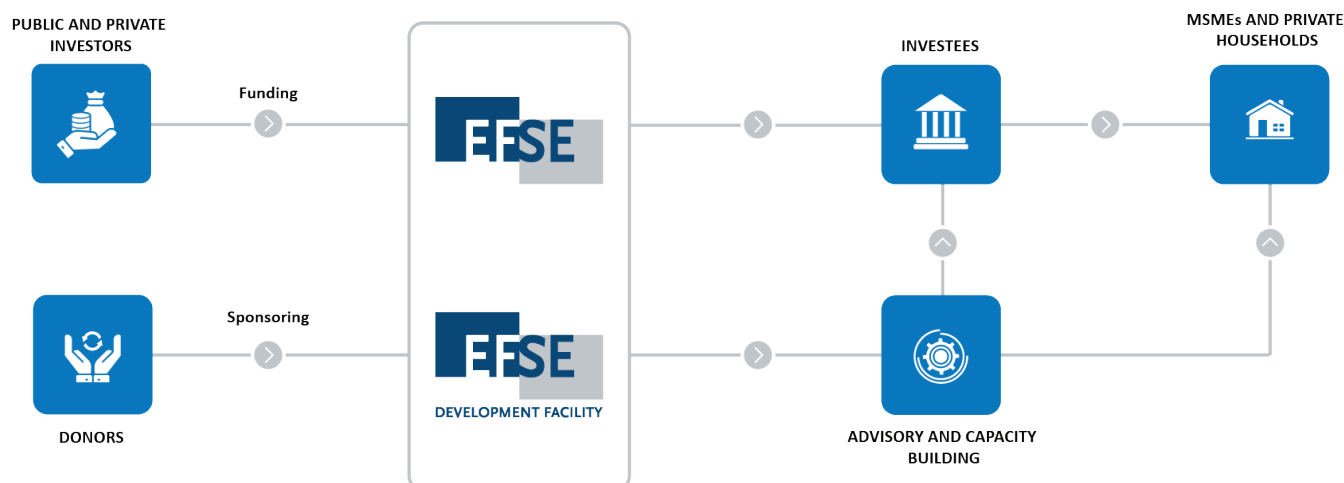 PUBLIC AND PRIVATE
INVESTORS
Funding
EFSE
INVESTEES
MSMEs AND PRIVATE
HOUSEHOLDS
Sponsoring
EFSE
DEVELOPMENT FACILITY
DONORS
ADVISORY AND CAPACITY
BUILDING